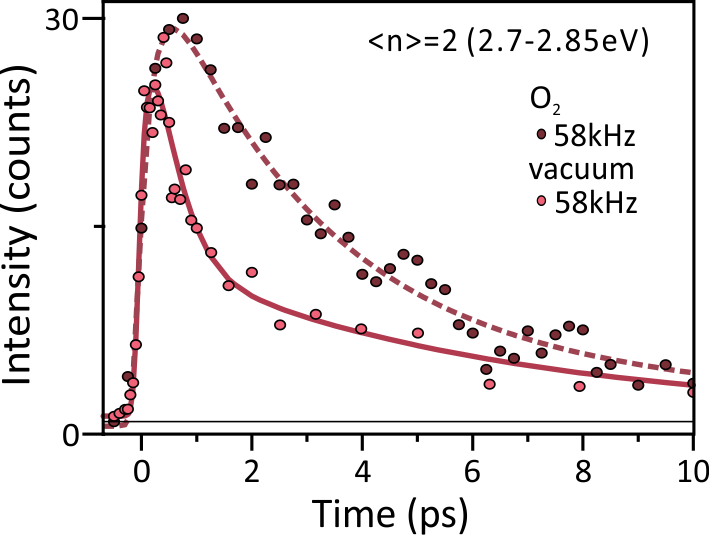 30
<n>=2 (2.7-2.85eV)
O₂
58kHz
vacuum
58kHz
Intensity (counts)
0
0 2 4 6 8 10
Time (ps)